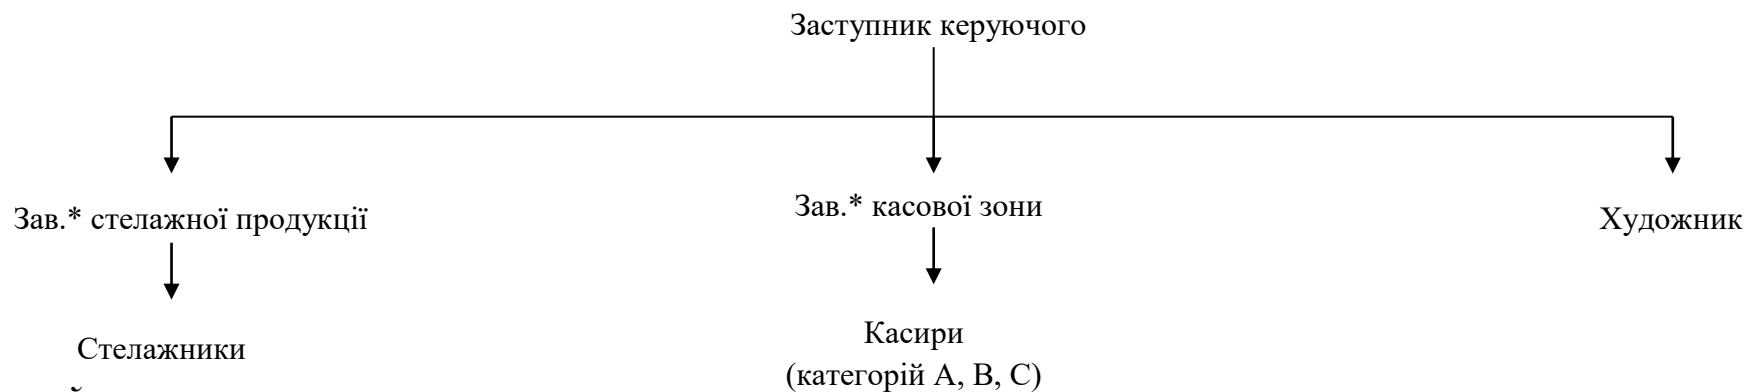 Заступник керуючого
Зав.* стелажної продукції
Зав.* касової зони
Художник
Стелажники
Касири
(категорій А, В, С)